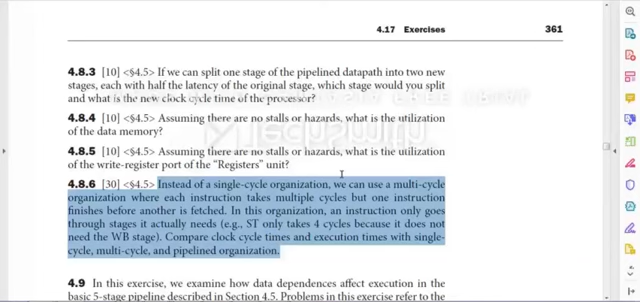 4.17 Exercises 361
4.8.3 [10] <§4.5> If we can split one stage of the pipelined datapath into two new
stages, each with half the latency of the original stage, which stage would you split
and what is the new clock cycle time of the processor?
4.8.4 [10] <§4.5> Assuming there are no stalls or hazards, what is the utilization
of the data memory?
4.8.5 [10] <§4.5> Assuming there are no stalls or hazards, what is the utilization
of the write-register port of the “Registers” unit?
4.8.6 [30] <§4.5> Instead of a single-cycle organization, we can use a multi-cycle
organization where each instruction takes multiple cycles but one instruction
finishes before another is fetched. In this organization, an instruction only goes
through stages it actually needs (e.g., ST only takes 4 cycles because it does not
need the WB stage). Compare clock cycle times and execution times with single-
cycle, multi-cycle, and pipelined organization.
4.9 In this exercise, we examine how data dependences affect execution in the
basic 5-stage pipeline described in Section 4.5. Problems in this exercise refer to the